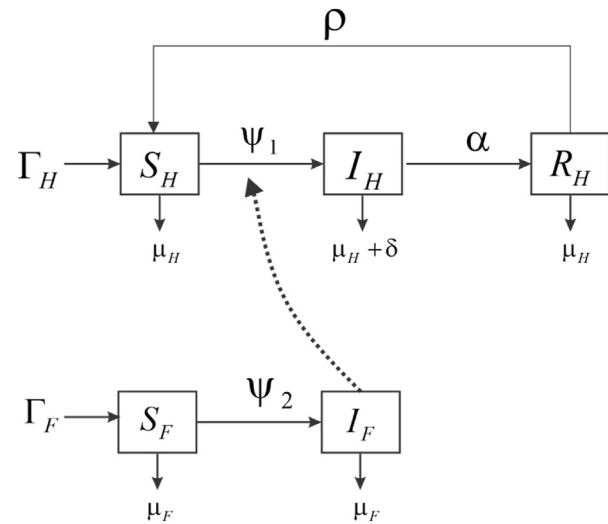 ρ
Γ_H S_H ψ_1 I_H α R_H
μ_H μ_H + δ μ_H
Γ_F S_F ψ_2 I_F
μ_F μ_F